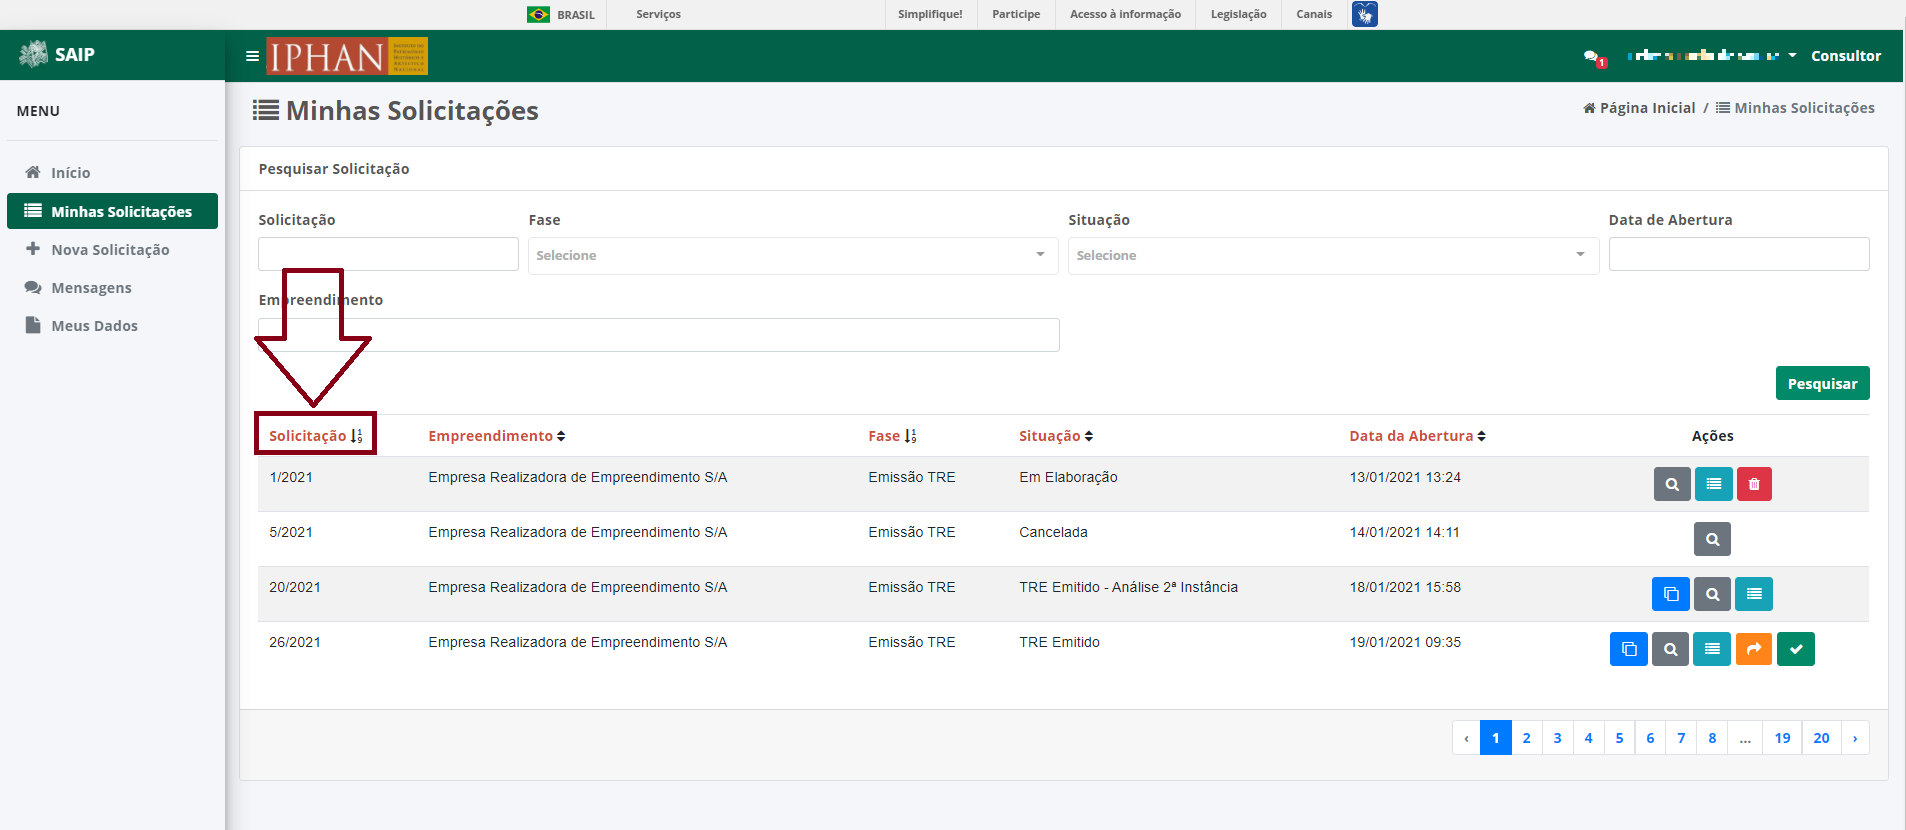 BRASIL Serviços Simplifique! Participe Acesso à informação Legislação Canais
SAIP
IPHAN
1
Consultor
MENU
Minhas Solicitações
Página Inicial / Minhas Solicitações
Início
Minhas Solicitações
Nova Solicitação
Mensagens
Meus Dados
Pesquisar Solicitação
Solicitação Fase Situação Data de Abertura
Selecione Selecione
Empreendimento
Pesquisar
Solicitação Empreendimento Fase Situação Data da Abertura Ações
1/2021 Empresa Realizadora de Empreendimento S/A Emissão TRE Em Elaboração 13/01/2021 13:24
5/2021 Empresa Realizadora de Empreendimento S/A Emissão TRE Cancelada 14/01/2021 14:11
20/2021 Empresa Realizadora de Empreendimento S/A Emissão TRE TRE Emitido - Análise 2ª Instância 18/01/2021 15:58
26/2021 Empresa Realizadora de Empreendimento S/A Emissão TRE TRE Emitido 19/01/2021 09:35
‹ 1 2 3 4 5 6 7 8 ... 19 20 ›